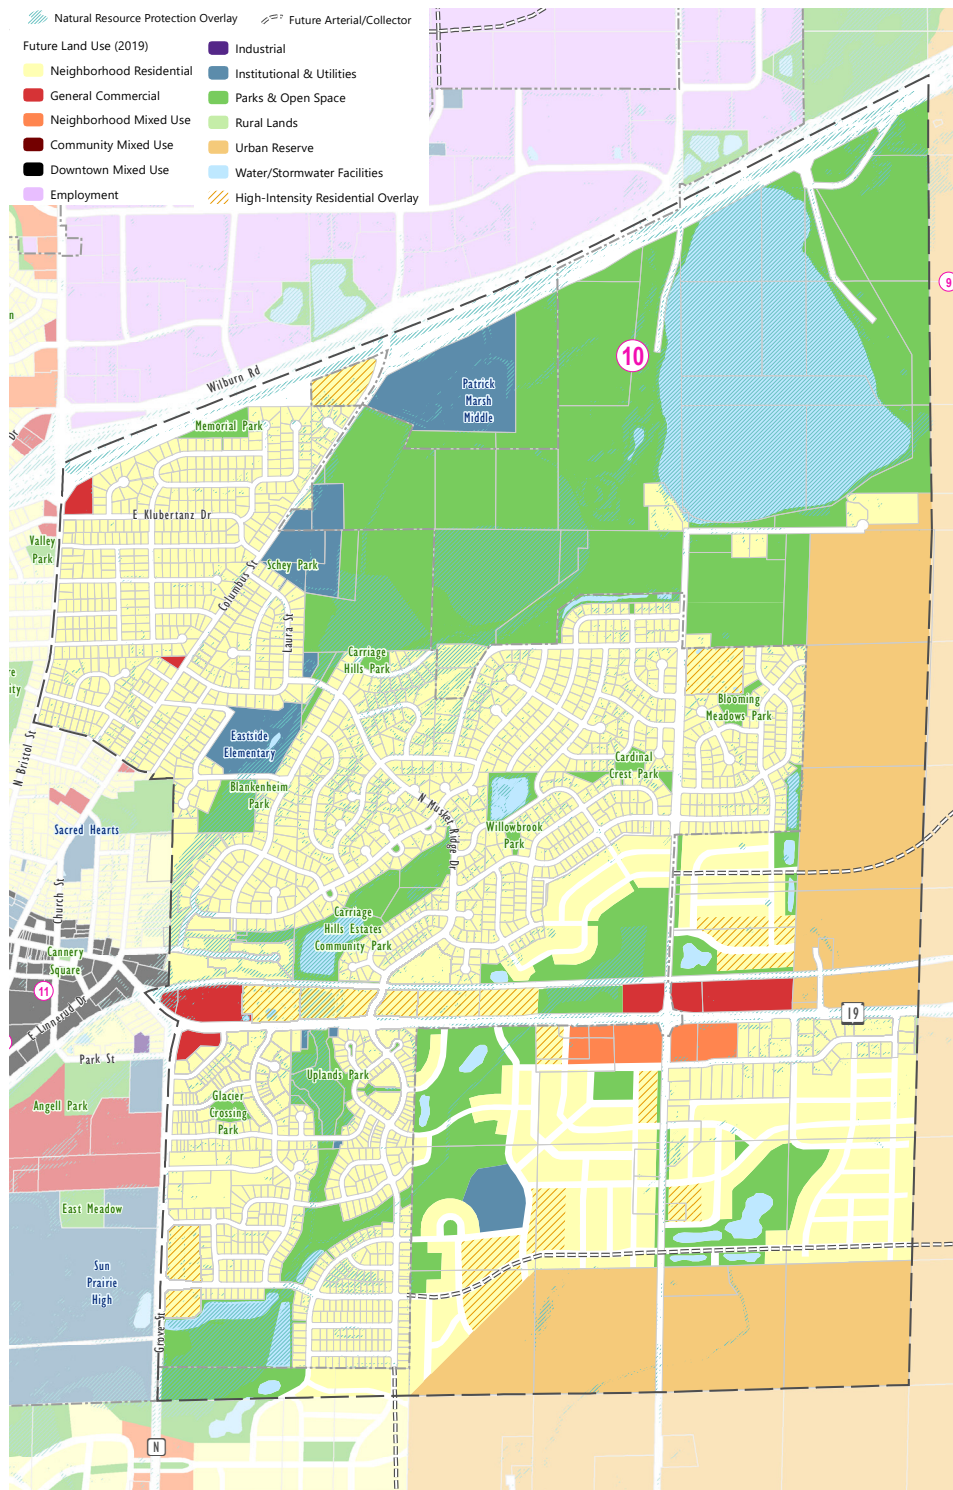 Natural Resource Protection Overlay
Future Arterial/Collector
Future Land Use (2019)
Neighborhood Residential
General Commercial
Neighborhood Mixed Use
Community Mixed Use
Downtown Mixed Use
Employment
Industrial
Institutional & Utilities
Parks & Open Space
Rural Lands
Urban Reserve
Water/Stormwater Facilities
High-Intensity Residential Overlay
9
n
10
Wilburn Rd
Patrick
Marsh
Middle
Memorial Park
Dr
E Klubertanz Dr
Valley
Park
Schey Park
Columbus St
Laura St
Carriage
Hills Park
re
ty
Blooming
Meadows Park
Eastside
Elementary
N Bristol St
Cardinal
Crest Park
Blankenheim
Park
N Musket Ridge Dr
Willowbrook
Park
Sacred Hearts
Church St
Carriage
Hills Estates
Community Park
Cannery
Square
11
E Linnerud Dr
19
Park St
Uplands Park
Angell Park
Glacier
Crossing
Park
East Meadow
Sun
Prairie
High
Grove St
N